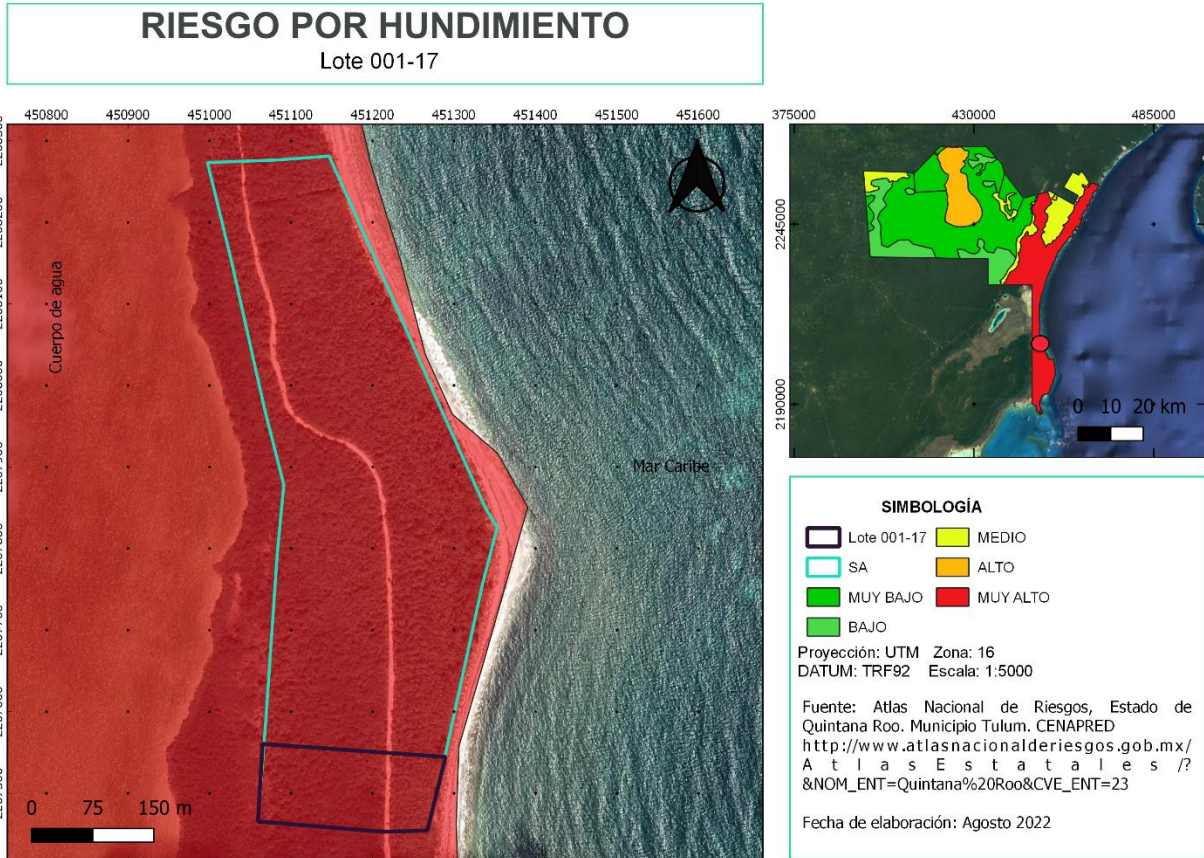 RIESGO POR HUNDIMIENTO
Lote 001-17
450800 450900 451000 451100 451200 451300 451400 451500 451600
Cuerpo de agua
Mar Caribe
0 75 150 m
375000 430000 485000
2245000
2190000
0 10 20 km
SIMBOLOGÍA
Lote 001-17 MEDIO
SA ALTO
MUY BAJO MUY ALTO
BAJO
Proyección: UTM Zona: 16
DATUM: TRF92 Escala: 1:5000
Fuente: Atlas Nacional de Riesgos, Estado de
Quintana Roo. Municipio Tulum. CENAPRED
http://www.atlasnacionalderiesgos.gob.mx/
A t l a s E s t a t a l e s /?
&NOM_ENT=Quintana%20Roo&CVE_ENT=23
Fecha de elaboración: Agosto 2022